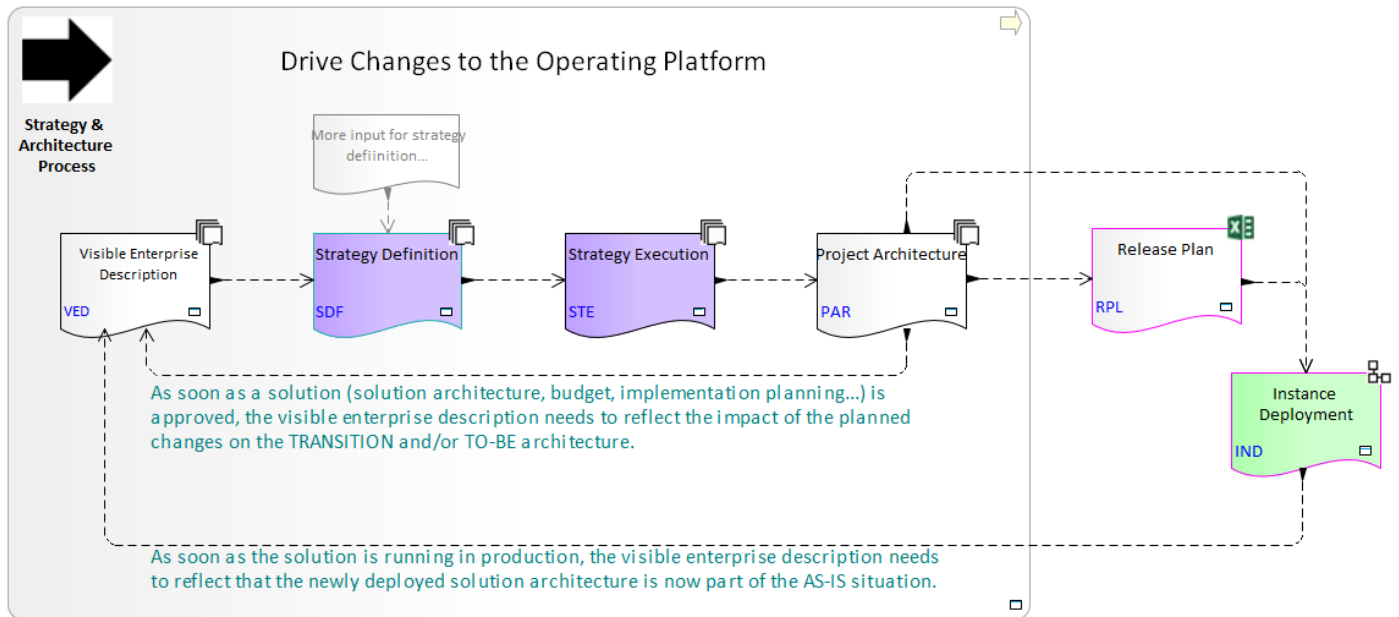 Drive Changes to the Operating Platform
Strategy &
Architecture
Process
More input for strategy
defiinition...
Visible Enterprise
Description
VED
Strategy Definition
SDF
Strategy Execution
STE
Project Architecture
PAR
Release Plan
RPL
Instance
Deployment
IND
As soon as a solution (solution architecture, budget, implementation planning...) is
approved, the visible enterprise description needs to reflect the impact of the planned
changes on the TRANSITION and/or TO-BE architecture.
As soon as the solution is running in production, the visible enterprise description needs
to reflect that the newly deployed solution architecture is now part of the AS-IS situation.